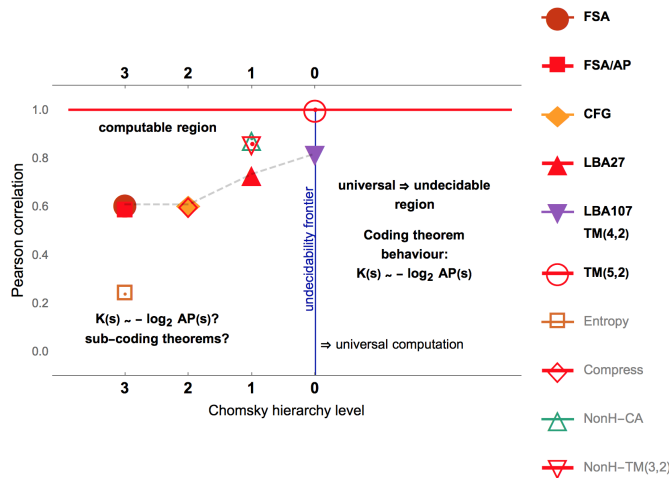 3 2 1 0
1.0
0.8
0.6
0.4
0.2
0.0
Pearson correlation
computable region
universal ⇒ undecidable
region
Coding theorem
behaviour:
K(s) ~ − log2 AP(s)
undecidability frontier
K(s) ~ − log2 AP(s)?
sub−coding theorems?
⇒ universal computation
3 2 1 0
Chomsky hierarchy level
FSA
FSA/AP
CFG
LBA27
LBA107
TM(4,2)
TM(5,2)
Entropy
Compress
NonH−CA
NonH−TM(3,2)